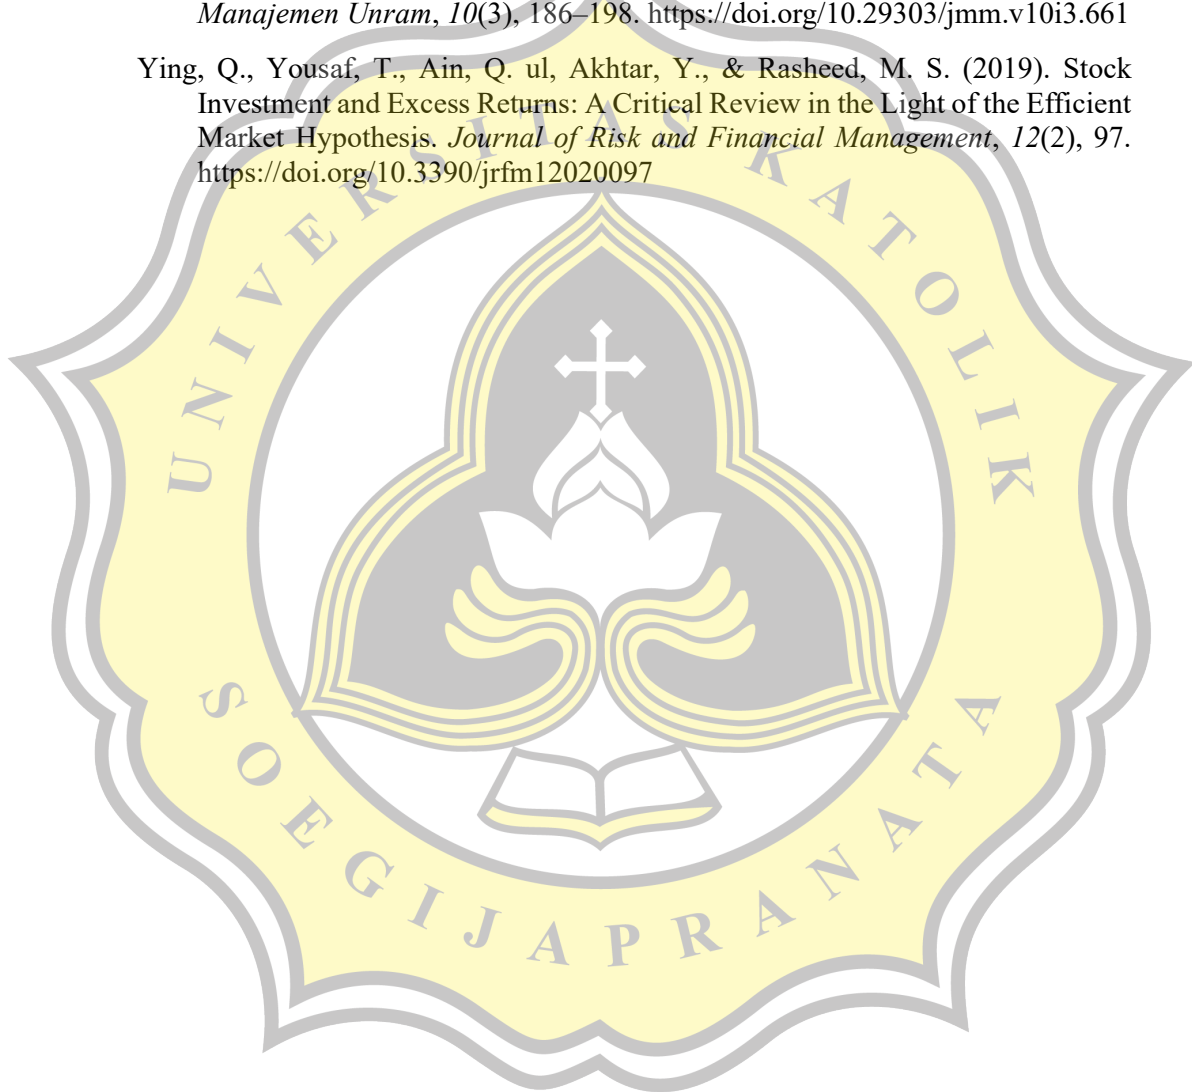 Manajemen Unram, 10(3), 186–198. https://doi.org/10.29303/jmm.v10i3.661
Ying, Q., Yousaf, T., Ain, Q. ul, Akhtar, Y., & Rasheed, M. S. (2019). Stock
Investment and Excess Returns: A Critical Review in the Light of the Efficient
Market Hypothesis. Journal of Risk and Financial Management, 12(2), 97.
https://doi.org/10.3390/jrfm12020097
UNIVERSITAS KATOLIK
SOEGIJAPRANATA